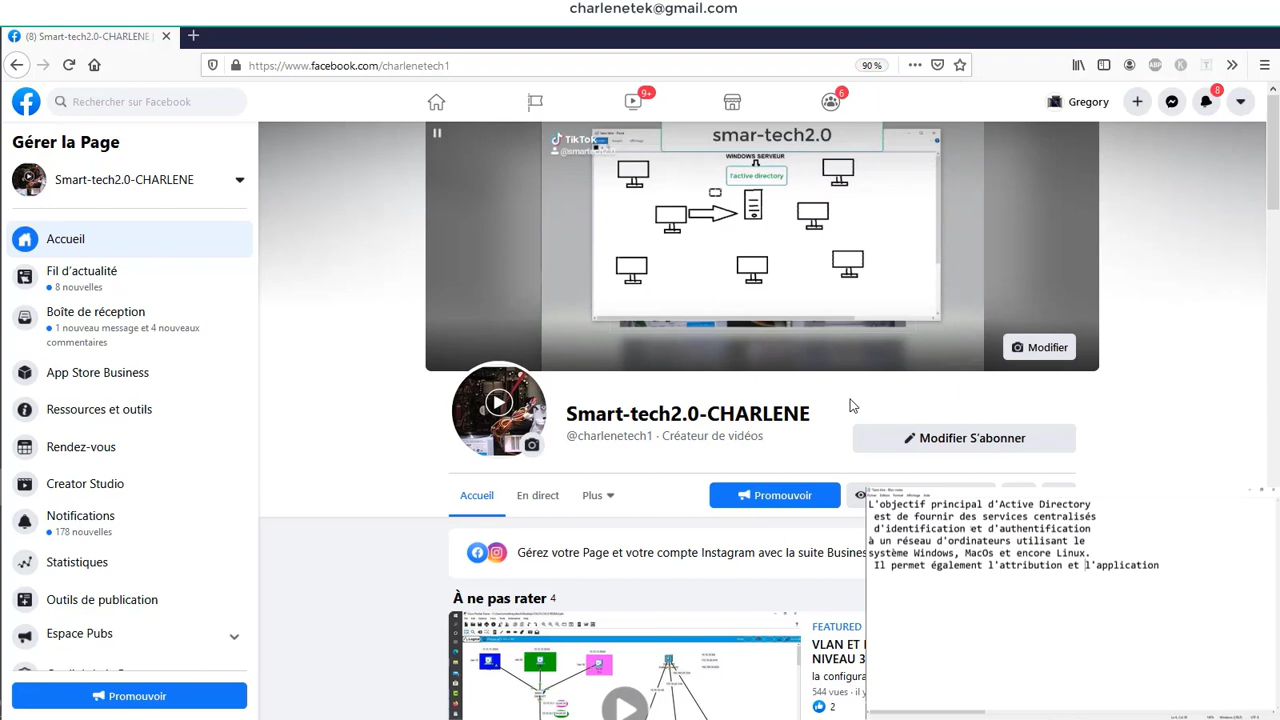 charlenetek@gmail.com
(8) Smart-tech2.0-CHARLENE
https://www.facebook.com/charlenetech1
90 %
Rechercher sur Facebook
9+
6
Gregory
8
Gérer la Page
Smart-tech2.0-CHARLENE
Accueil
Fil d'actualité
8 nouvelles
Boîte de réception
1 nouveau message et 4 nouveaux
commentaires
App Store Business
Ressources et outils
Rendez-vous
Creator Studio
Notifications
178 nouvelles
Statistiques
Outils de publication
Espace Pubs
Promouvoir
TikTok
smar-tech2.0
WINDOWS SERVEUR
l'active directory
Modifier
Smart-tech2.0-CHARLENE
@charlenetech1 · Créateur de vidéos
Modifier S'abonner
Accueil
En direct
Plus
Promouvoir
Gérez votre Page et votre compte Instagram avec la suite Busines
À ne pas rater 4
FEATURED
VLAN ET
NIVEAU 3
la configura
544 vues · il y
2
L'objectif principal d'Active Directory
est de fournir des services centralisés
d'identification et d'authentification
à un réseau d'ordinateurs utilisant le
système Windows, MacOs et encore Linux.
Il permet également l'attribution et l'application